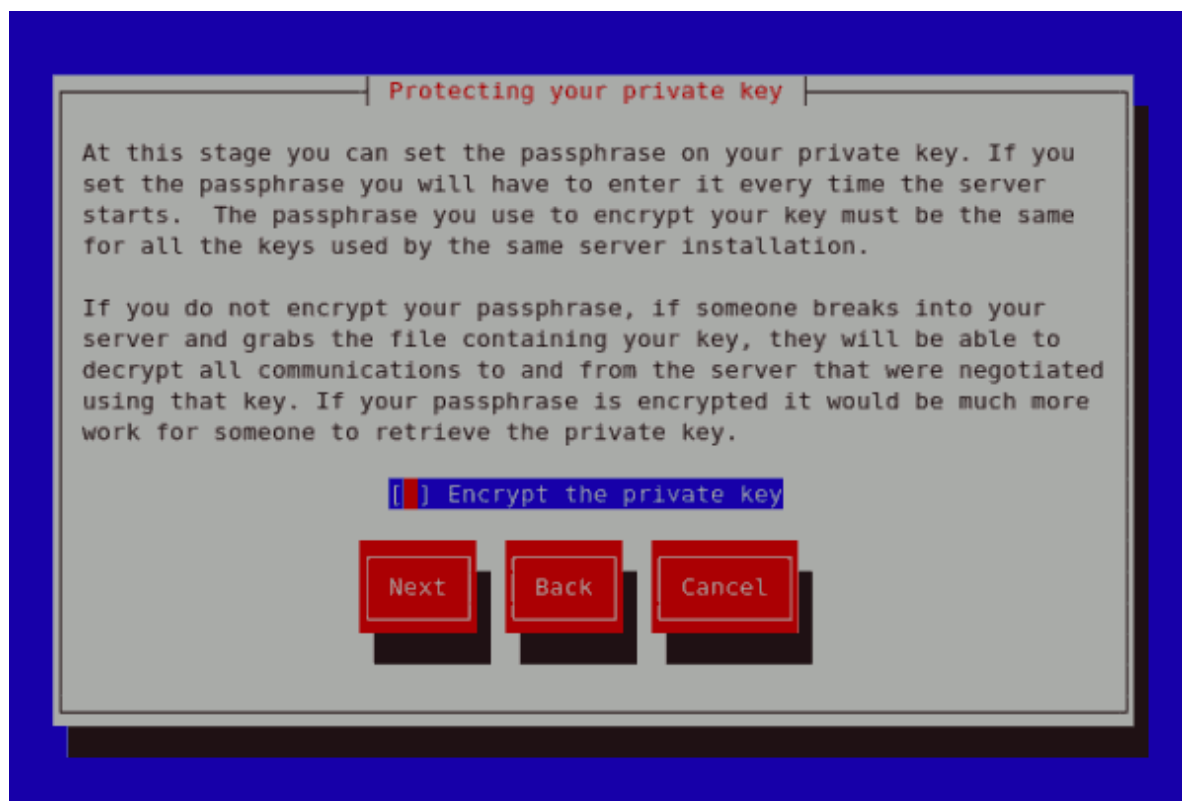 Protecting your private key
At this stage you can set the passphrase on your private key. If you
set the passphrase you will have to enter it every time the server
starts.  The passphrase you use to encrypt your key must be the same
for all the keys used by the same server installation.
If you do not encrypt your passphrase, if someone breaks into your
server and grabs the file containing your key, they will be able to
decrypt all communications to and from the server that were negotiated
using that key. If your passphrase is encrypted it would be much more
work for someone to retrieve the private key.
[ ] Encrypt the private key
Next Back Cancel